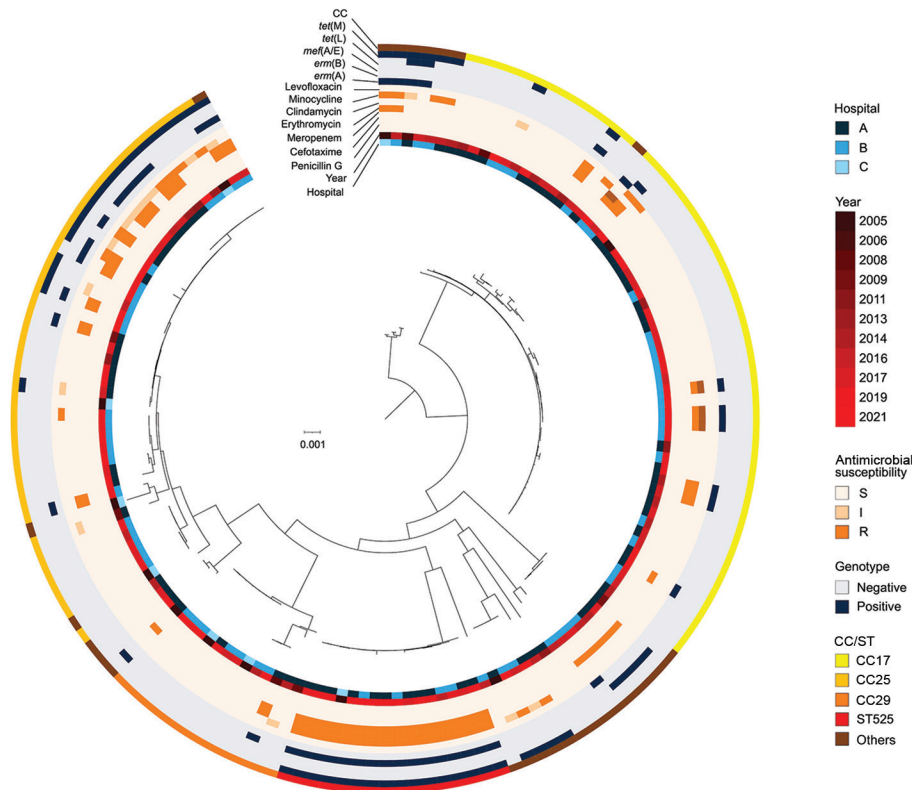 CC
tet(M)
tet(L)
mef(A/E)
erm(B)
erm(A)
Levofloxacin
Minocycline
Clindamycin
Erythromycin
Meropenem
Cefotaxime
Penicillin G
Year
Hospital
0.001
Hospital
A
B
C
Year
2005
2006
2008
2009
2011
2013
2014
2016
2017
2019
2021
Antimicrobial
susceptibility
S
I
R
Genotype
Negative
Positive
CC/ST
CC17
CC25
CC29
ST525
Others